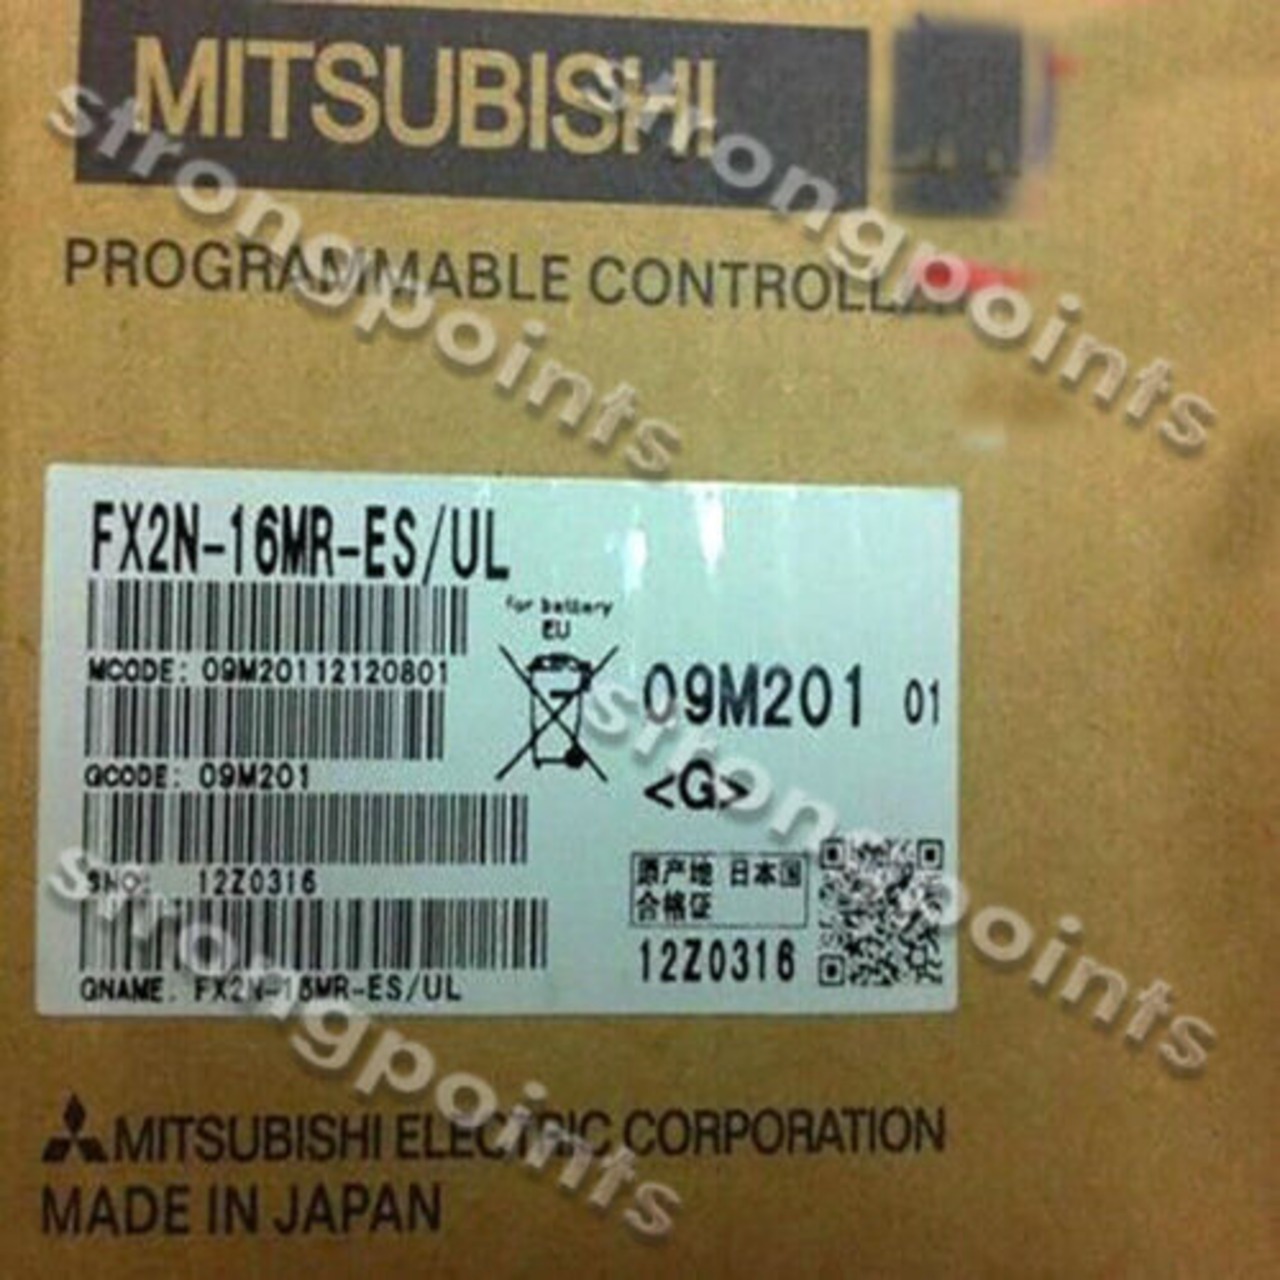 MITSUBISHI
PROGRAMMABLE CONTROLLER
FX2N-16MR-ES/UL
for battery
EU
MCODE: 09M20112120801
09M201 01
QCODE: 09M201
<G>
SNO: 12Z0316
原产地 日本国
合格证
12Z0316
QNAME: FX2N-16MR-ES/UL
MITSUBISHI ELECTRIC CORPORATION
MADE IN JAPAN
strongpoints
strongpoints
strongpoints
strongpoints